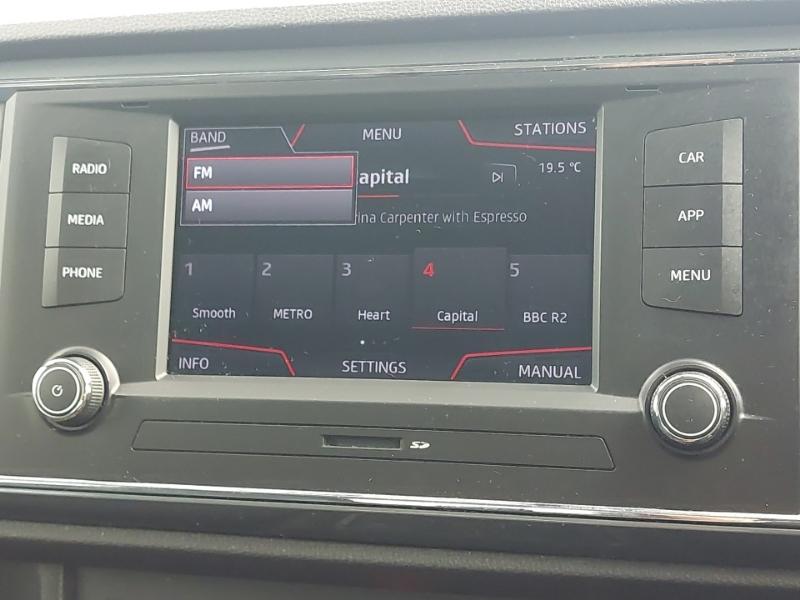 BAND
MENU
STATIONS
FM
AM
apital
19.5 °C
ina Carpenter with Espresso
1
2
3
4
5
Smooth
METRO
Heart
Capital
BBC R2
INFO
SETTINGS
MANUAL
RADIO
MEDIA
PHONE
CAR
APP
MENU
SD